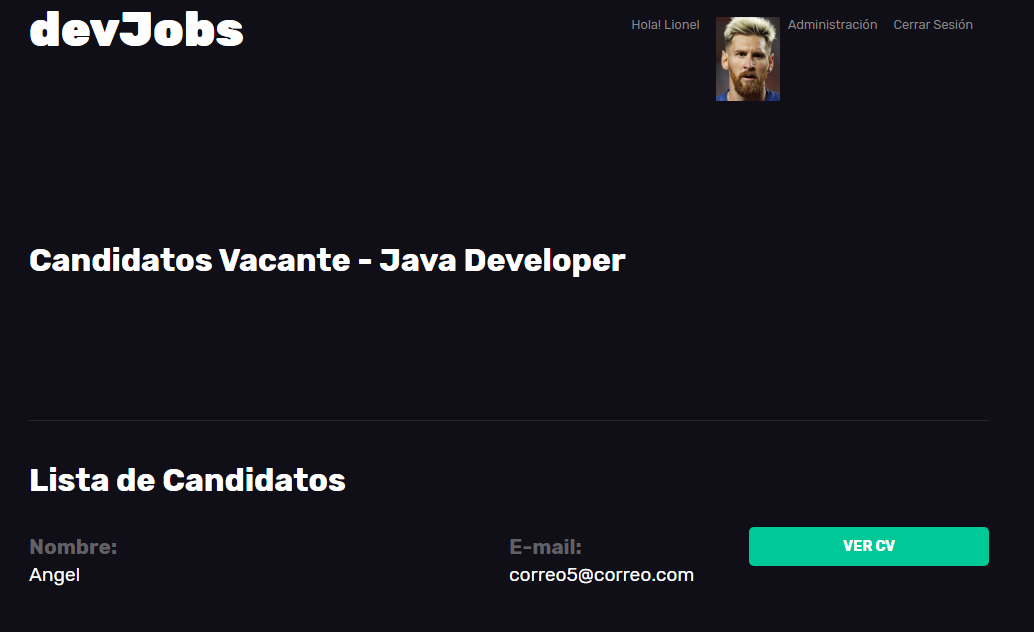 devJobs
Hola! Lionel Administración Cerrar Sesión
Candidatos Vacante - Java Developer
Lista de Candidatos
Nombre: E-mail: VER CV
Angel correo5@correo.com